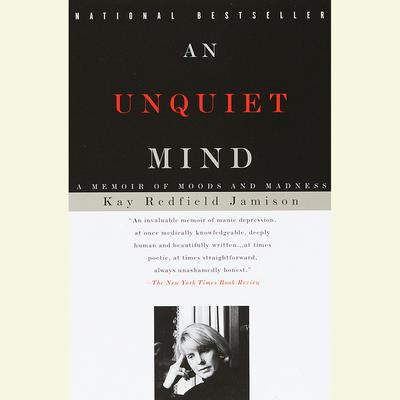 NATIONAL BESTSELLER
AN
UNQUIET
MIND
A MEMOIR OF MOODS AND MADNESS
Kay Redfield Jamison
"An invaluable memoir of manic depression,
at once medically knowledgeable, deeply
human and beautifully written...at times
poetic, at times straightforward,
always unashamedly honest."
—The New York Times Book Review